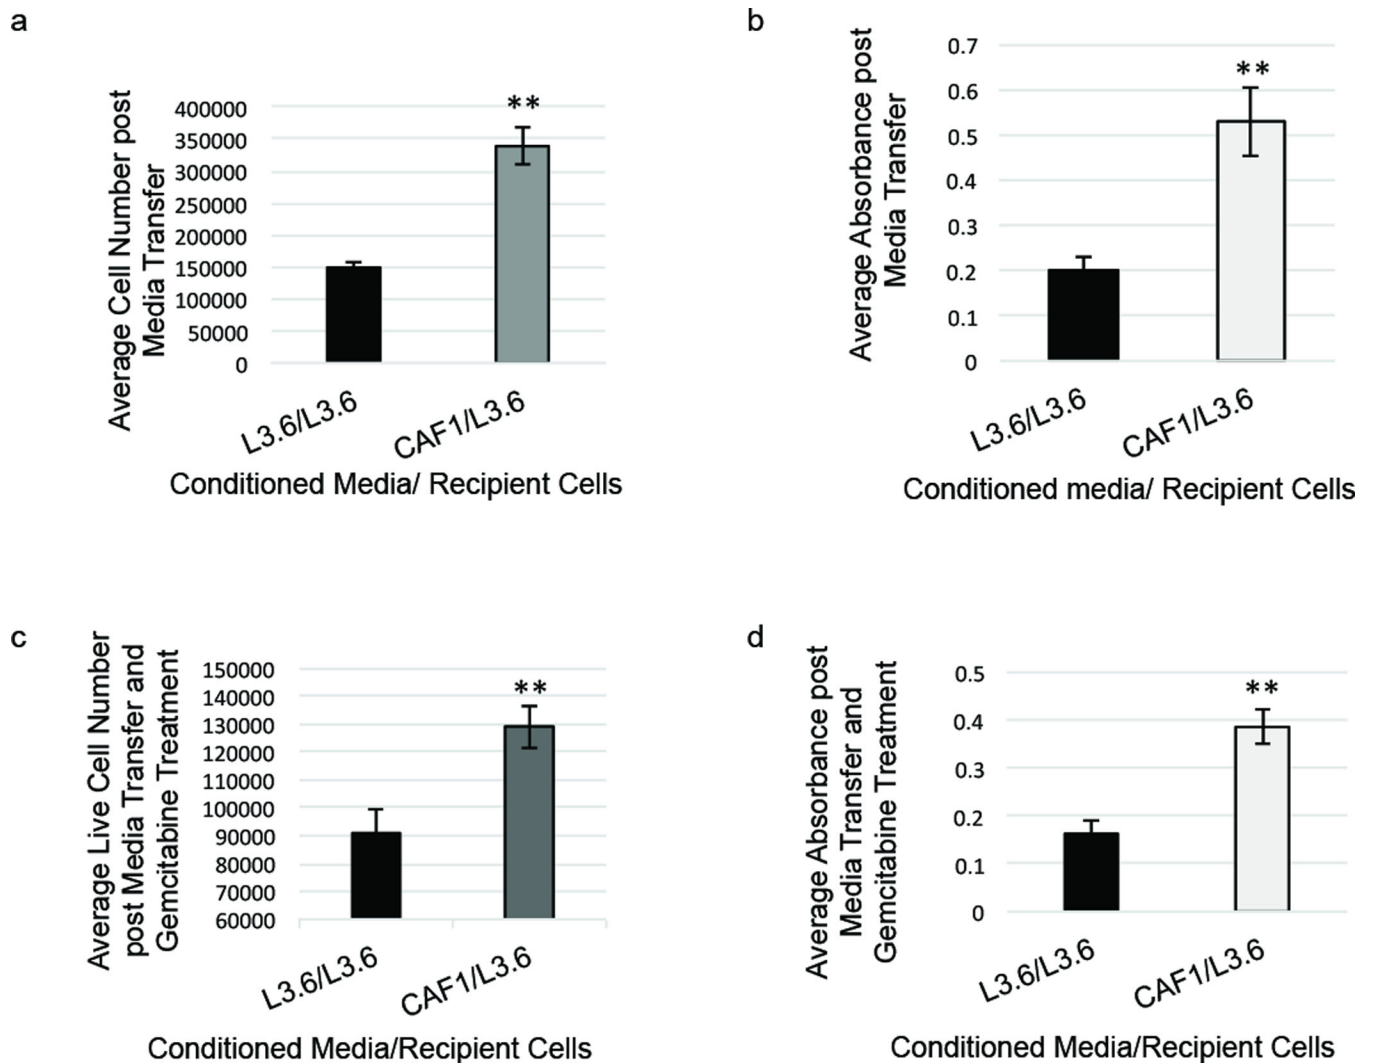 a
Average Cell Number post
Media Transfer
400000
350000
300000
250000
200000
150000
100000
50000
0
**
L3.6/L3.6
CAF1/L3.6
Conditioned Media/ Recipient Cells
b
Average Absorbance post
Media Transfer
0.7
0.6
0.5
0.4
0.3
0.2
0.1
0
**
L3.6/L3.6
CAF1/L3.6
Conditioned media/ Recipient Cells
c
Average Live Cell Number
post Media Transfer and
Gemcitabine Treatment
150000
140000
130000
120000
110000
100000
90000
80000
70000
60000
**
L3.6/L3.6
CAF1/L3.6
Conditioned Media/Recipient Cells
d
Average Absorbance post
Media Transfer and
Gemcitabine Treatment
0.5
0.4
0.3
0.2
0.1
0
**
L3.6/L3.6
CAF1/L3.6
Conditioned Media/Recipient Cells